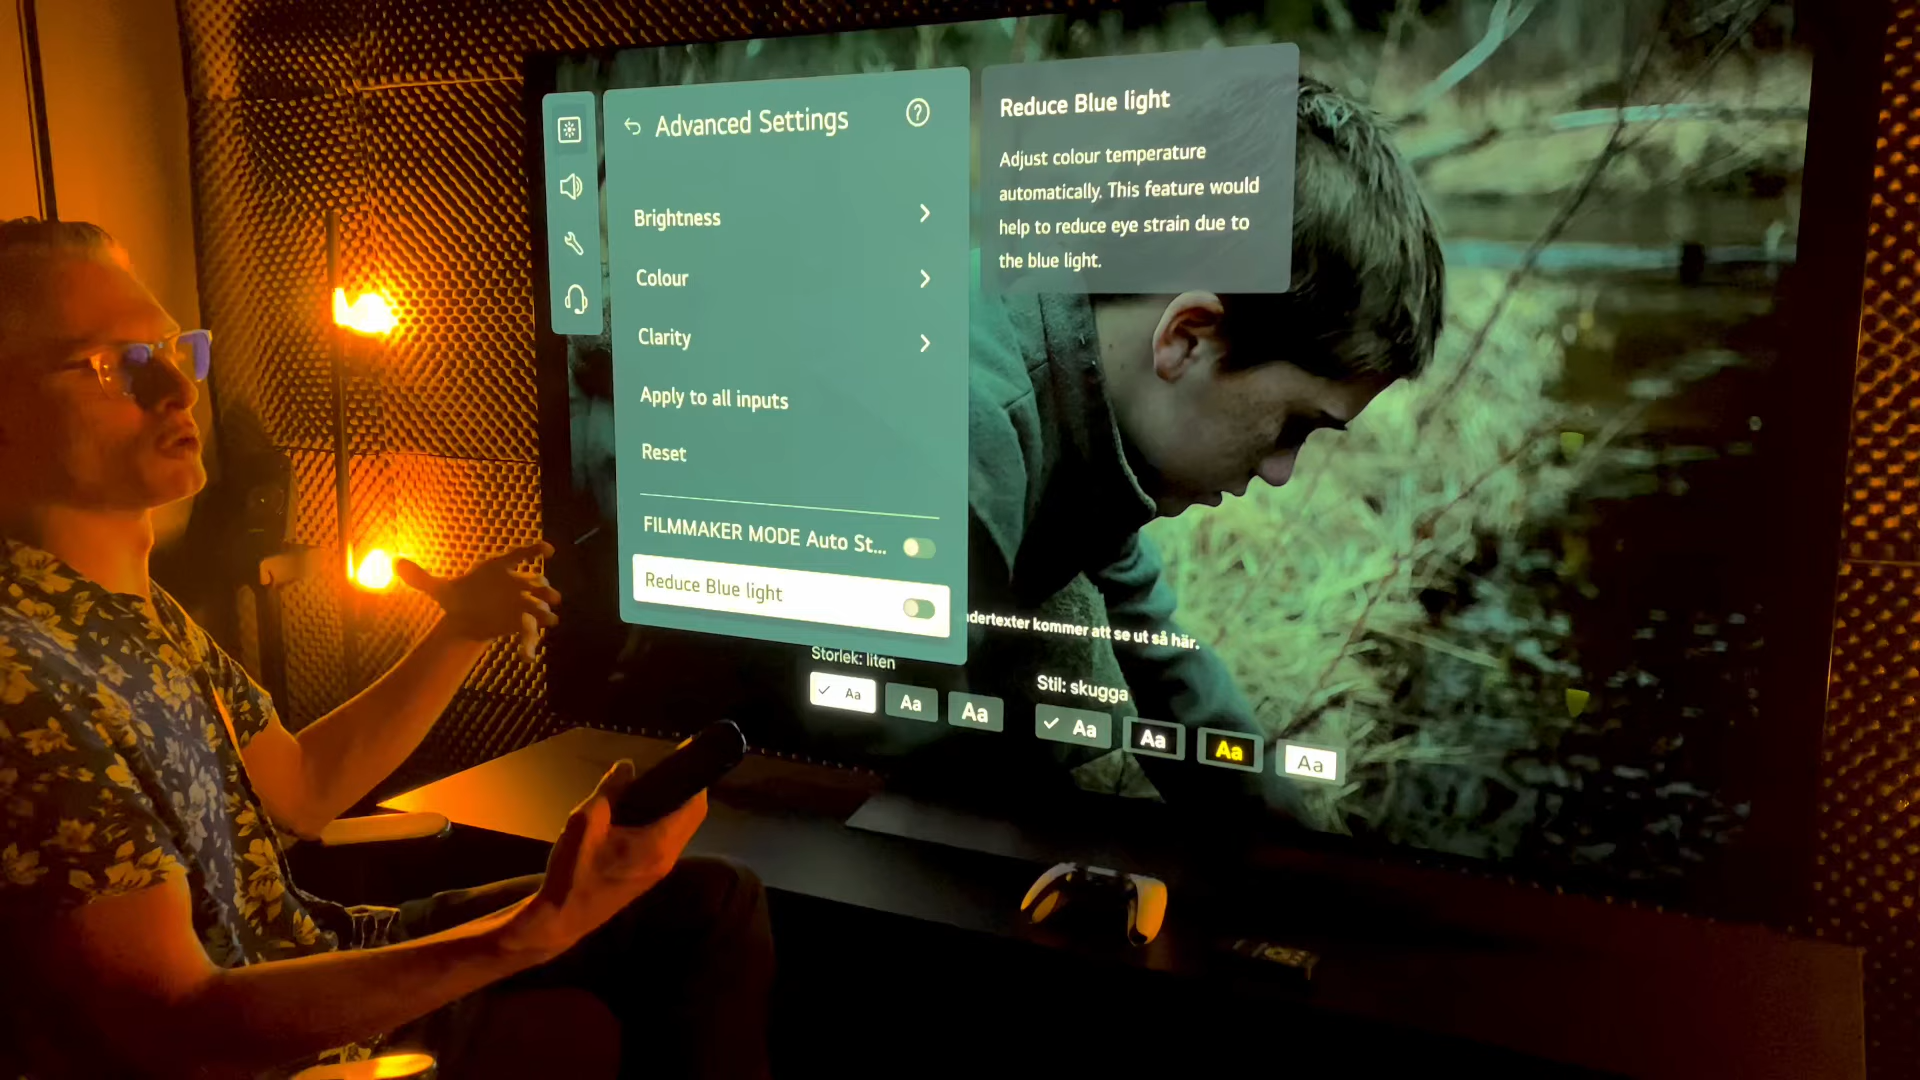 Advanced Settings
Brightness
Colour
Clarity
Apply to all inputs
Reset
FILMMAKER MODE Auto St...
Reduce Blue light
Reduce Blue light
Adjust colour temperature
automatically. This feature would
help to reduce eye strain due to
the blue light.
kommer att se ut så här.
Storlek: liten
Aa
Aa
Aa
Stil: skugga
Aa
Aa
Aa
Aa